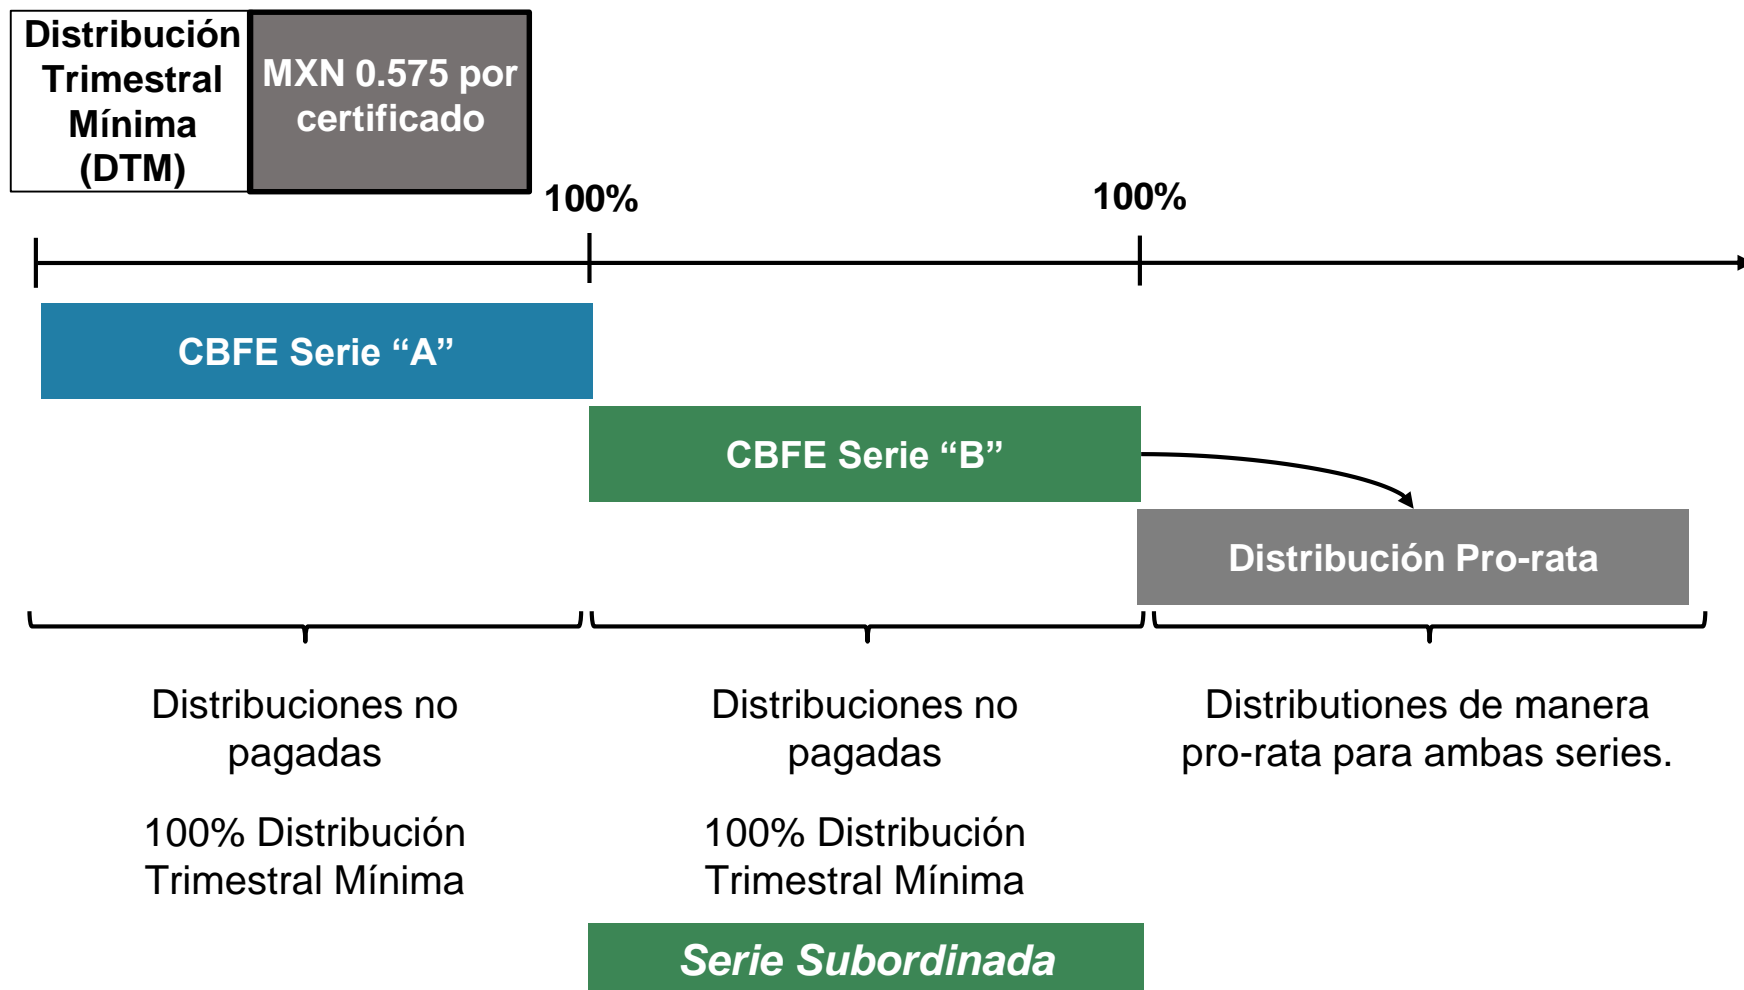 Distribución
Trimestral
Mínima
(DTM)
MXN 0.575 por
certificado
100%
100%
CBFE Serie “A”
CBFE Serie “B”
Distribución Pro-rata
Distribuciones no
pagadas
100% Distribución
Trimestral Mínima
Distribuciones no
pagadas
100% Distribución
Trimestral Mínima
Distributiones de manera
pro-rata para ambas series.
Serie Subordinada